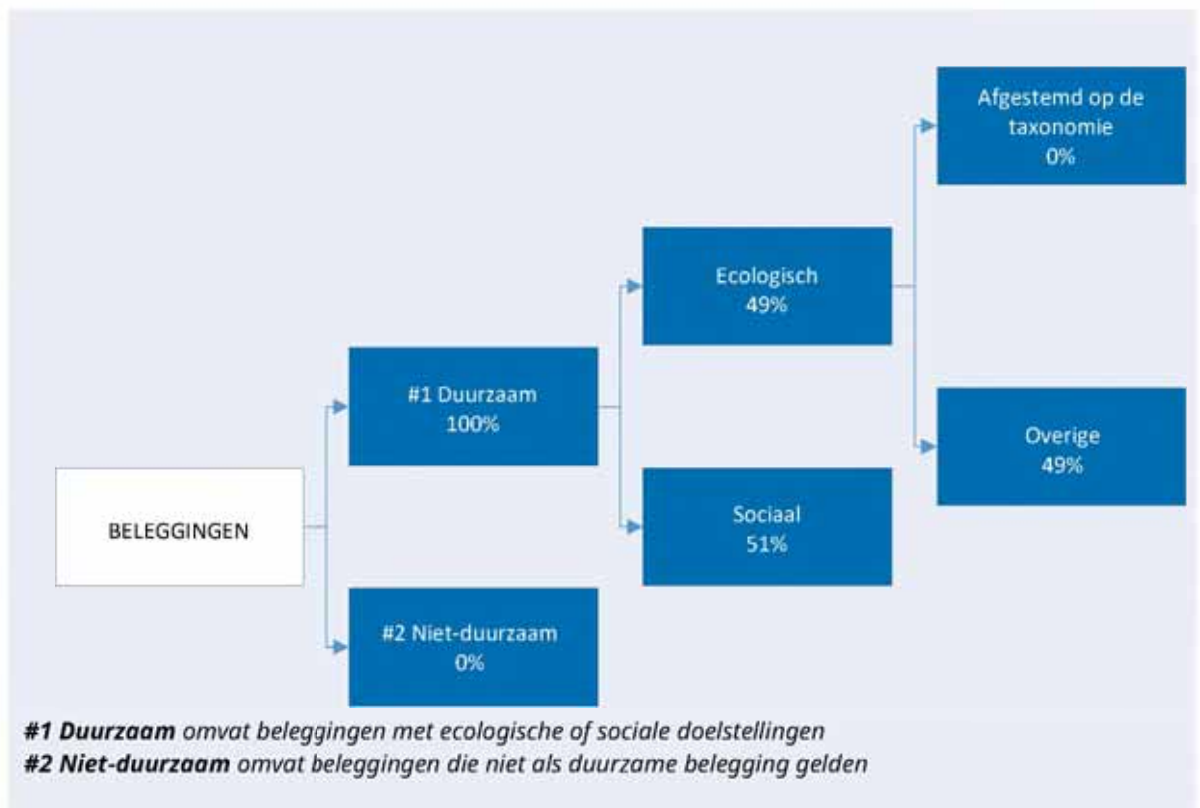 Afgestemd op de
taxonomie
0%
Ecologisch
49%
#1 Duurzaam
100%
Overige
49%
BELEGGINGEN
Sociaal
51%
#2 Niet-duurzaam
0%
#1 Duurzaam omvat beleggingen met ecologische of sociale doelstellingen
#2 Niet-duurzaam omvat beleggingen die niet als duurzame belegging gelden